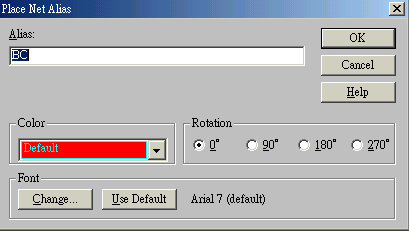 Place Net Alias
Alias:
BC
OK
Cancel
Help
Color
Default
Rotation
0° 90° 180° 270°
Font
Change... Use Default Arial 7 (default)